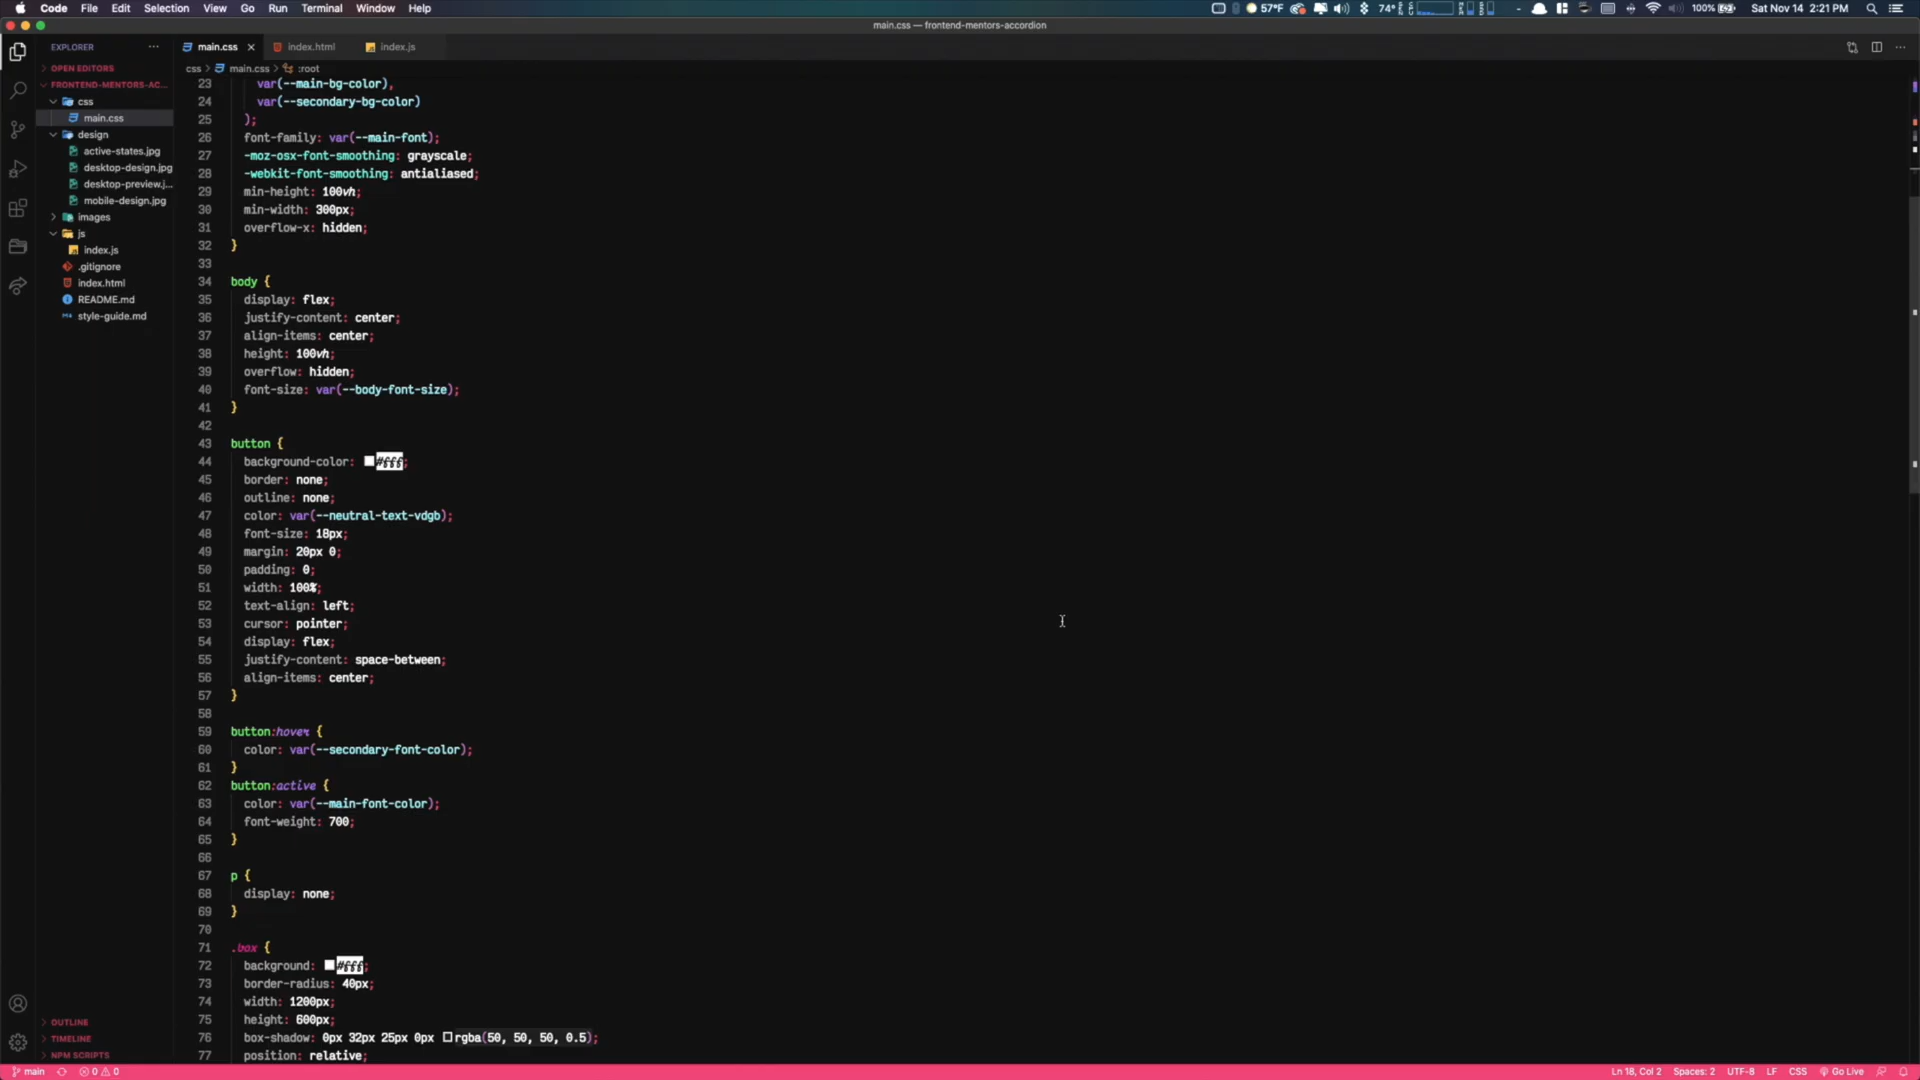 Code File Edit Selection View Go Run Terminal Window Help
57°F 74° 100% Sat Nov 14 2:21 PM
main.css — frontend-mentors-accordion
EXPLORER
OPEN EDITORS
FRONTEND-MENTORS-AC...
css
main.css
design
active-states.jpg
desktop-design.jpg
desktop-preview.j...
mobile-design.jpg
images
js
index.js
.gitignore
index.html
README.md
style-guide.md
OUTLINE
TIMELINE
NPM SCRIPTS
main.css index.html index.js
css > main.css > :root
23 var(--main-bg-color),
24 var(--secondary-bg-color)
25 );
26 font-family: var(--main-font);
27 -moz-osx-font-smoothing: grayscale;
28 -webkit-font-smoothing: antialiased;
29 min-height: 100vh;
30 min-width: 300px;
31 overflow-x: hidden;
32 }
33
34 body {
35 display: flex;
36 justify-content: center;
37 align-items: center;
38 height: 100vh;
39 overflow: hidden;
40 font-size: var(--body-font-size);
41 }
42
43 button {
44 background-color: #fff;
45 border: none;
46 outline: none;
47 color: var(--neutral-text-vdgb);
48 font-size: 18px;
49 margin: 20px 0;
50 padding: 0;
51 width: 100%;
52 text-align: left;
53 cursor: pointer;
54 display: flex;
55 justify-content: space-between;
56 align-items: center;
57 }
58
59 button:hover {
60 color: var(--secondary-font-color);
61 }
62 button:active {
63 color: var(--main-font-color);
64 font-weight: 700;
65 }
66
67 p {
68 display: none;
69 }
70
71 .box {
72 background: #fff;
73 border-radius: 40px;
74 width: 1200px;
75 height: 600px;
76 box-shadow: 0px 32px 25px 0px rgba(50, 50, 50, 0.5);
77 position: relative;
main 0 0 Ln 18, Col 2 Spaces: 2 UTF-8 LF CSS Go Live